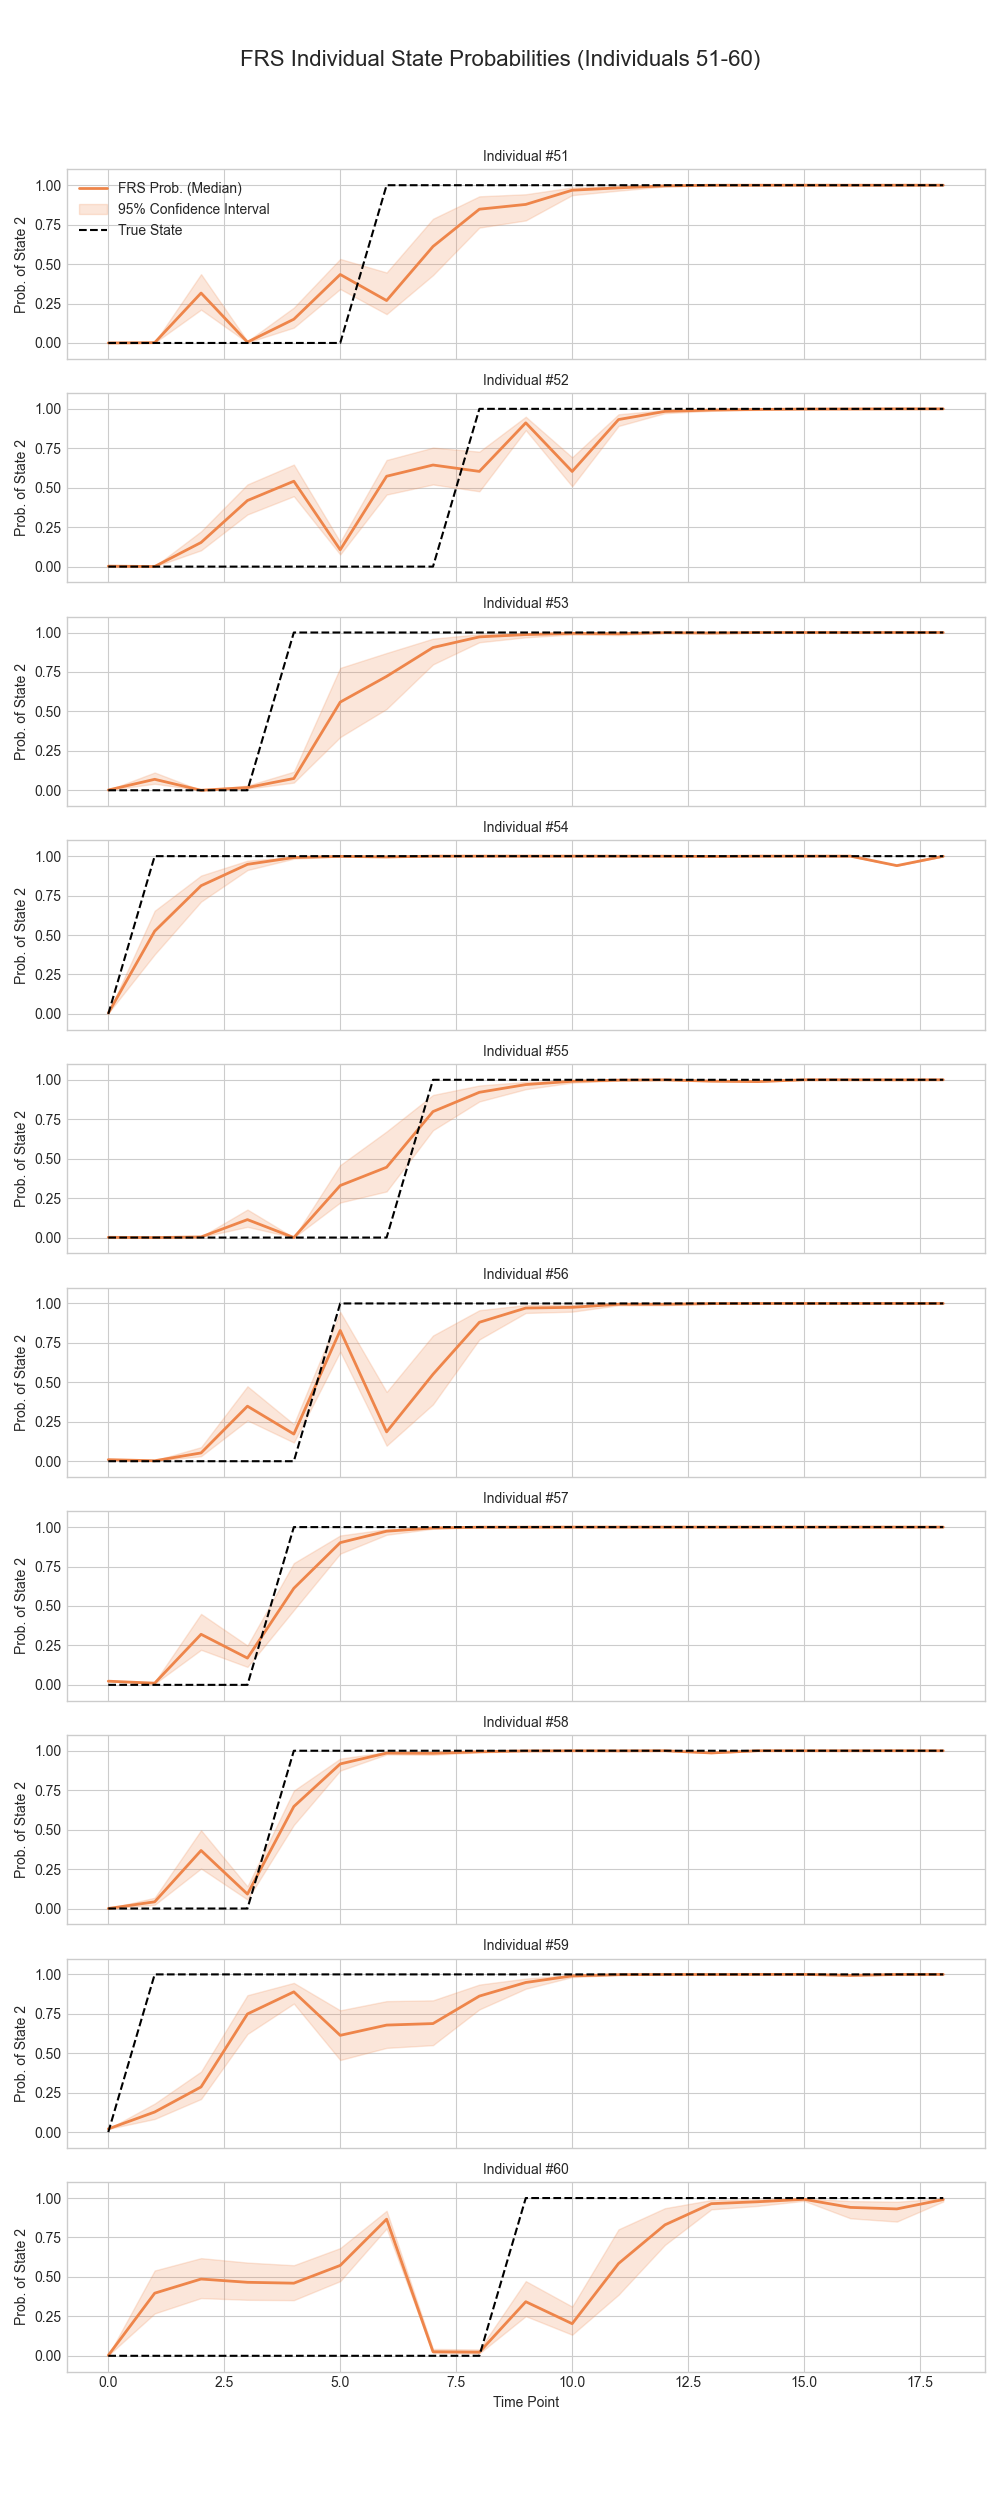 FRS Individual State Probabilities (Individuals 51-60)
Individual #51
FRS Prob. (Median)
95% Confidence Interval
True State
Prob. of State 2
1.00
0.75
0.50
0.25
0.00
Individual #52
Prob. of State 2
1.00
0.75
0.50
0.25
0.00
Individual #53
Prob. of State 2
1.00
0.75
0.50
0.25
0.00
Individual #54
Prob. of State 2
1.00
0.75
0.50
0.25
0.00
Individual #55
Prob. of State 2
1.00
0.75
0.50
0.25
0.00
Individual #56
Prob. of State 2
1.00
0.75
0.50
0.25
0.00
Individual #57
Prob. of State 2
1.00
0.75
0.50
0.25
0.00
Individual #58
Prob. of State 2
1.00
0.75
0.50
0.25
0.00
Individual #59
Prob. of State 2
1.00
0.75
0.50
0.25
0.00
Individual #60
Prob. of State 2
1.00
0.75
0.50
0.25
0.00
0.0 2.5 5.0 7.5 10.0 12.5 15.0 17.5
Time Point